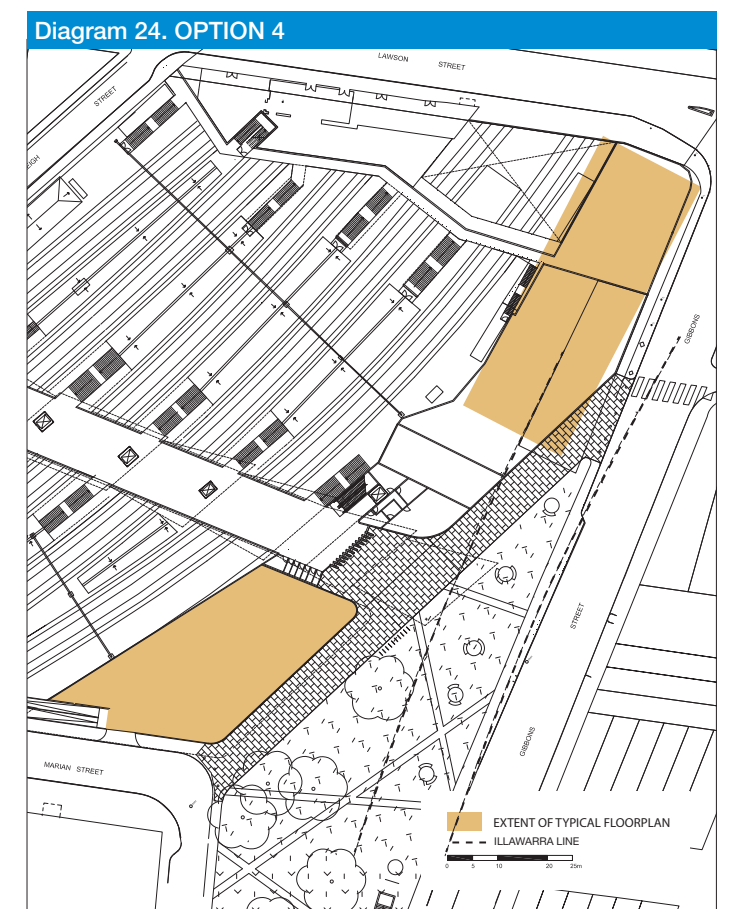 Diagram 24. OPTION 4
LAWSON STREET
STREET
EIGH
GIBBONS
STREET
GIBBONS
MARIAN STREET
EXTENT OF TYPICAL FLOORPLAN
ILLAWARRA LINE
0 5 10 20 25m